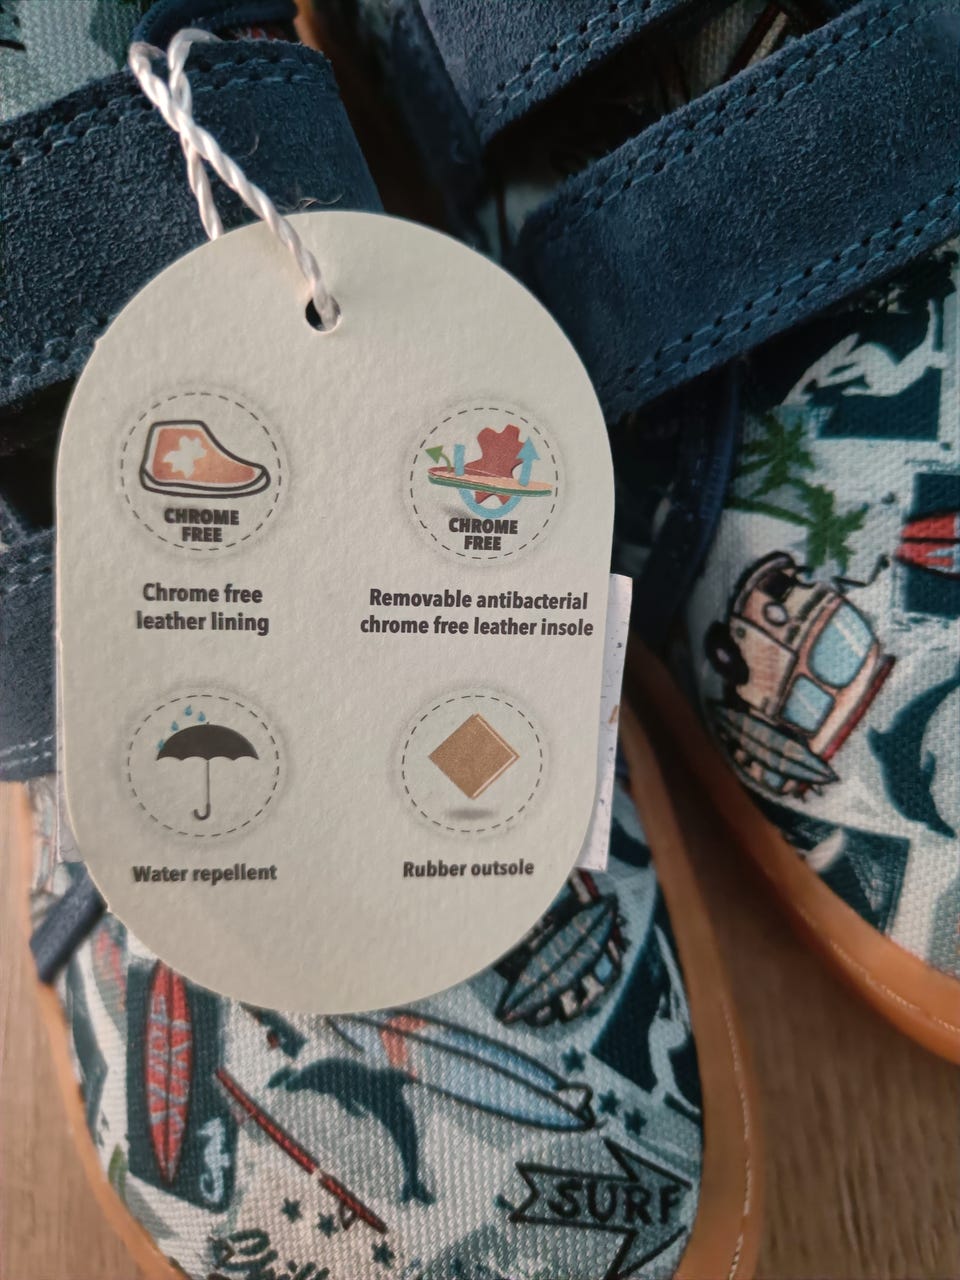 CHROME
FREE
Chrome free
leather lining
CHROME
FREE
Removable antibacterial
chrome free leather insole
Water repellent
Rubber outsole
SURF